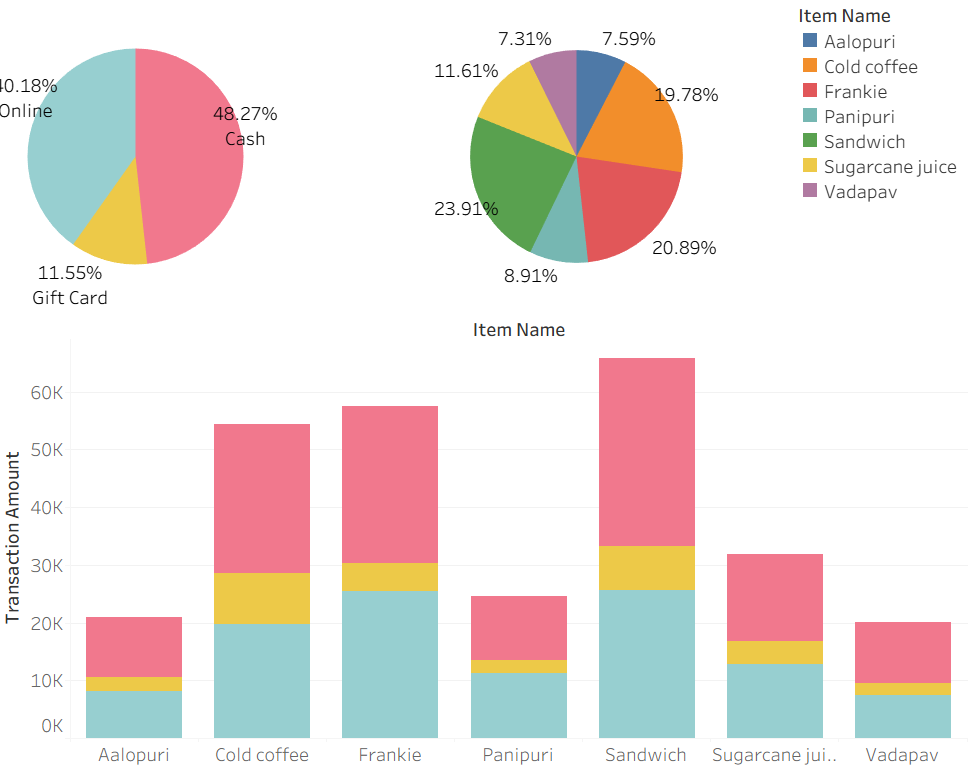 40.18%
Online
48.27%
Cash
11.55%
Gift Card
7.31%
7.59%
11.61%
19.78%
23.91%
20.89%
8.91%
Item Name
Aalopuri
Cold coffee
Frankie
Panipuri
Sandwich
Sugarcane juice
Vadapav
Item Name
Transaction Amount
60K
50K
40K
30K
20K
10K
0K
Aalopuri
Cold coffee
Frankie
Panipuri
Sandwich
Sugarcane jui..
Vadapav